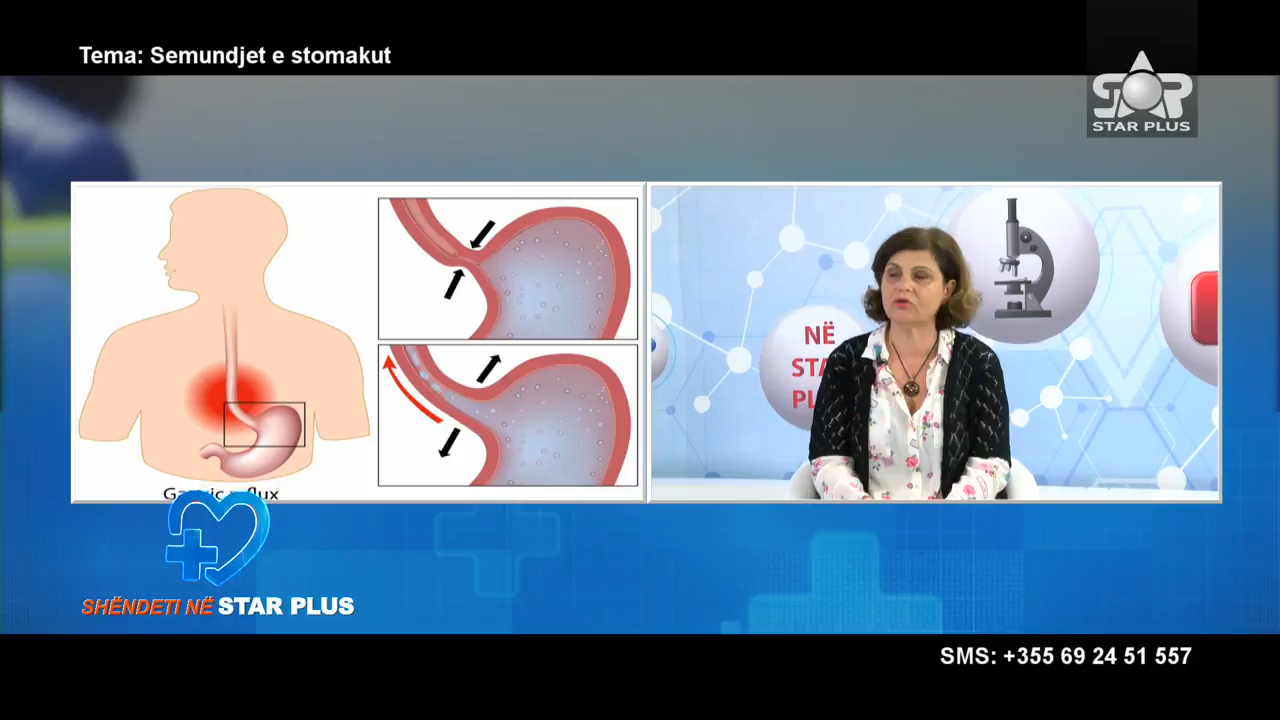 Tema: Semundjet e stomakut
STAR PLUS
NË
SHËNDETI NË STAR PLUS
SMS: +355 69 24 51 557